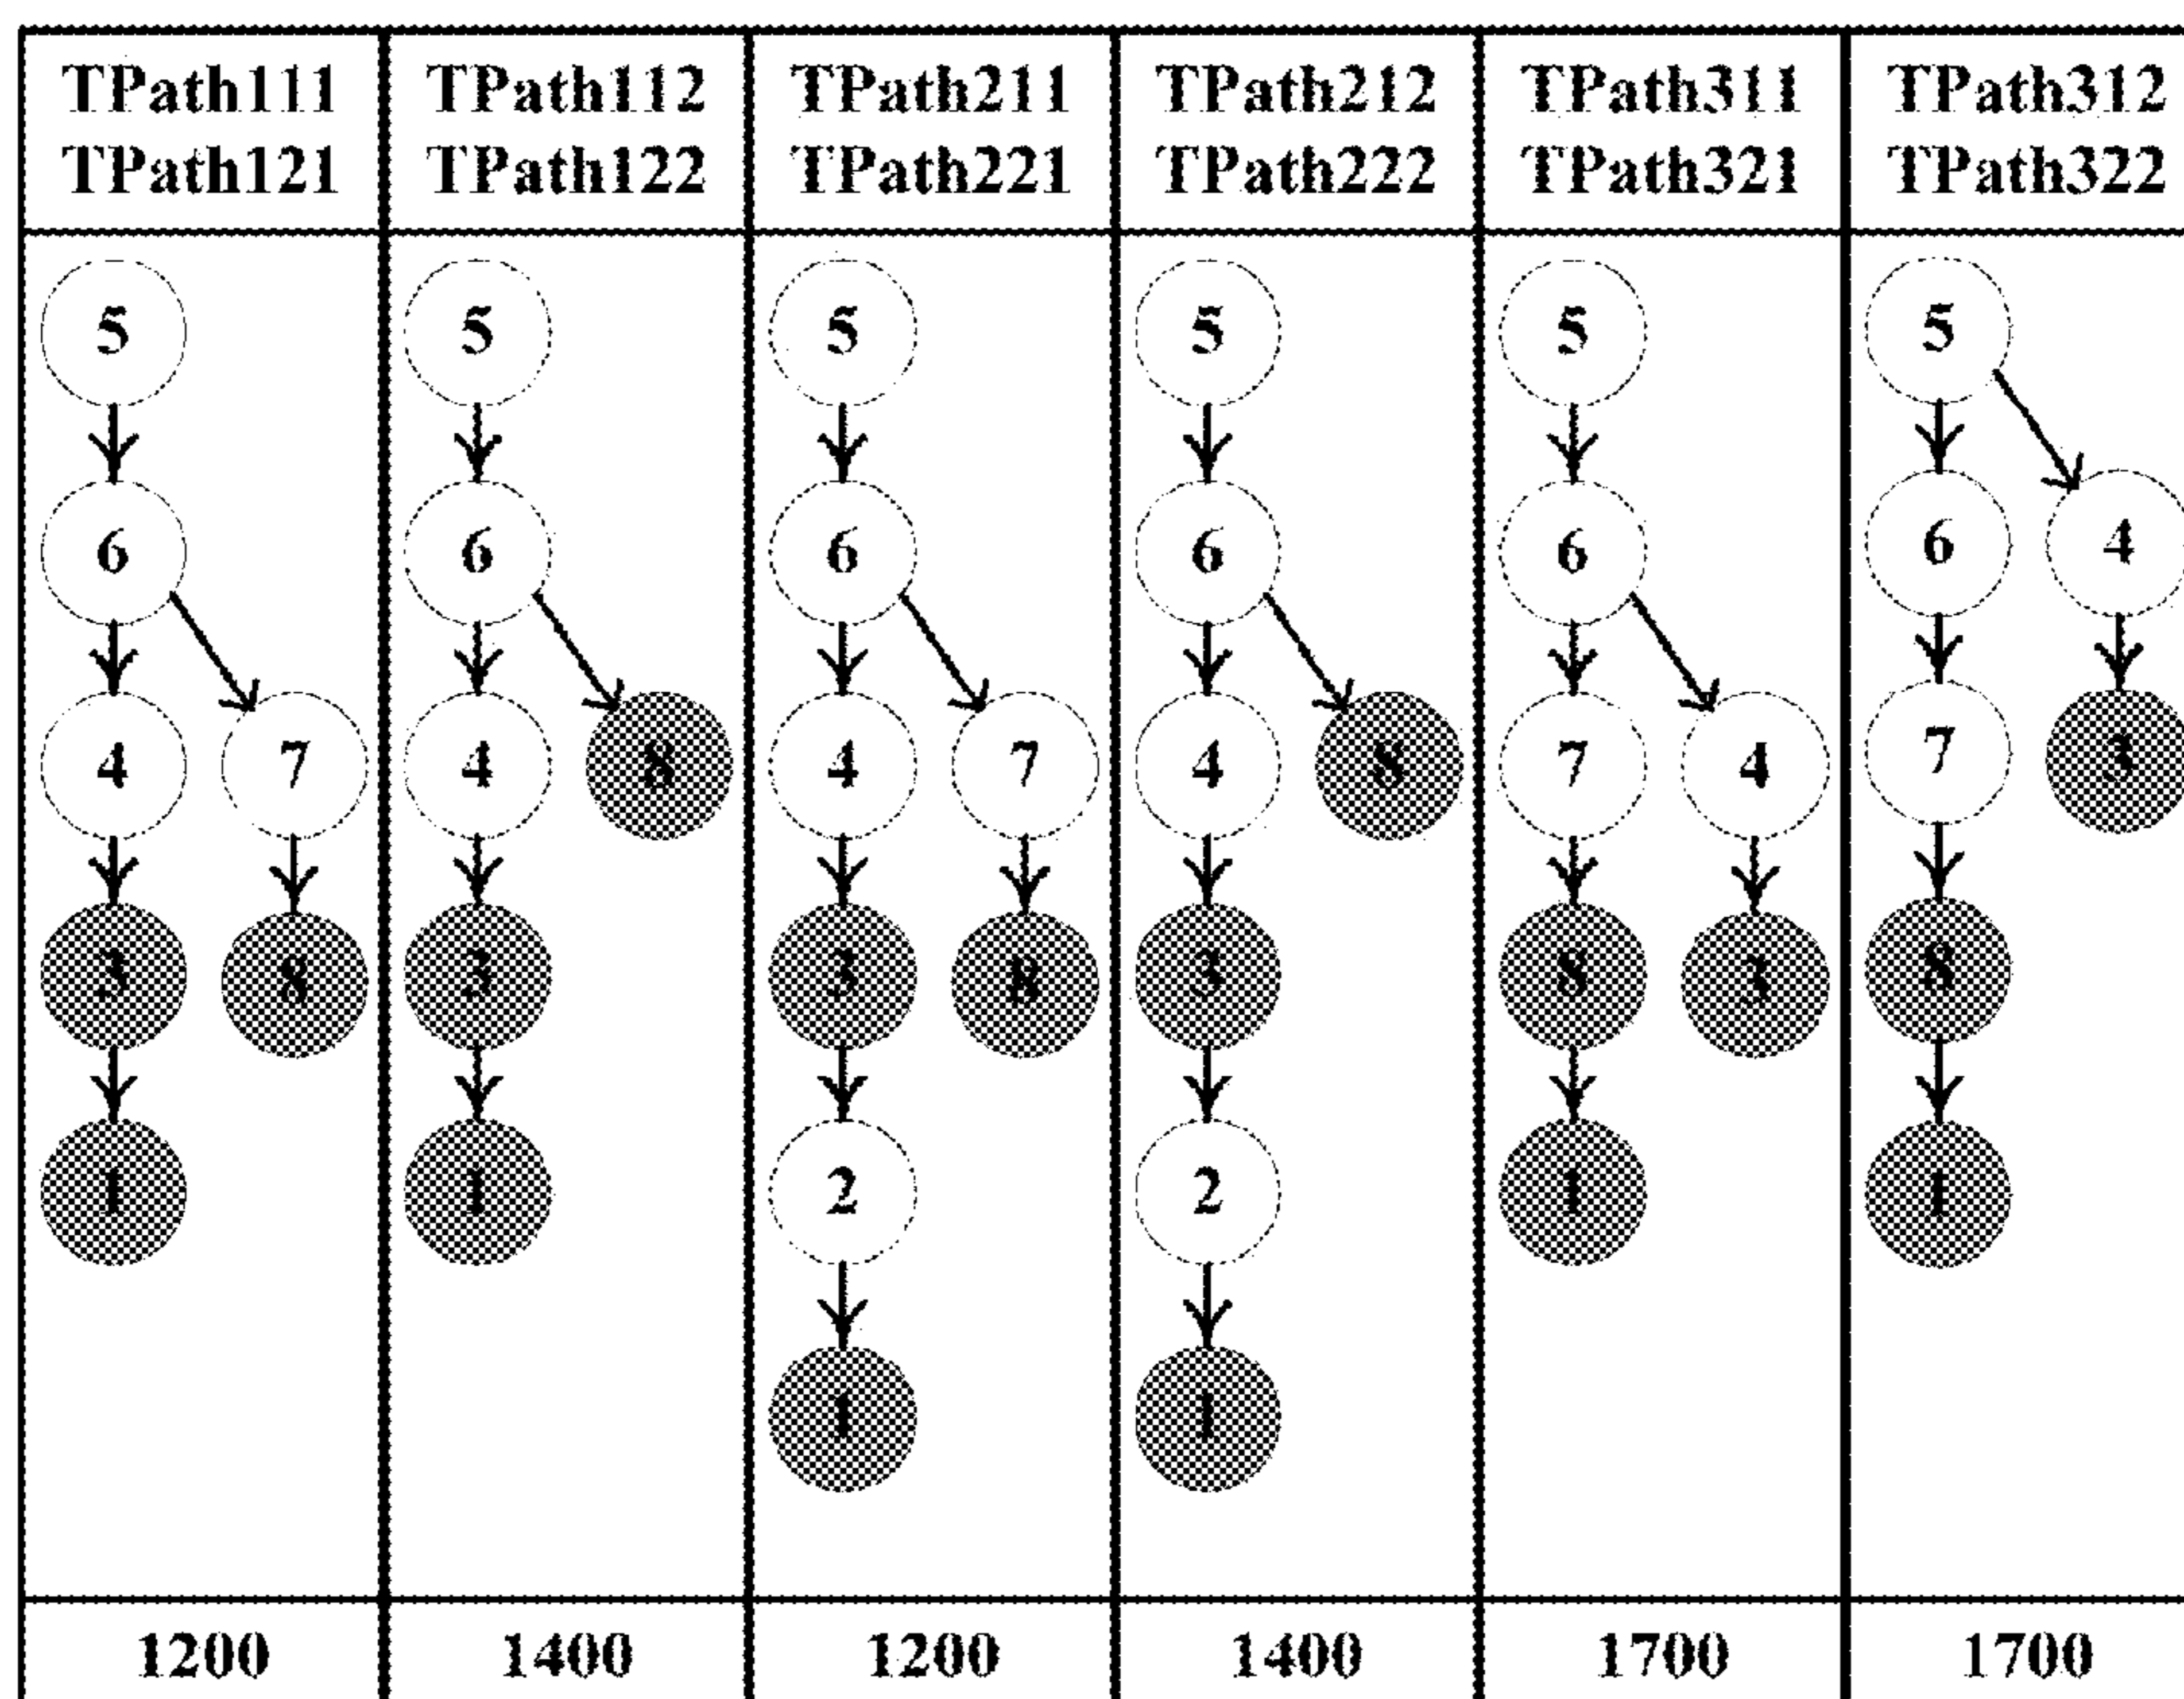 TPath111 TPath112 TPath211 TPath212 TPath311 TPath312
TPath121 TPath122 TPath221 TPath222 TPath321 TPath322
5 5 5 5 5 5
6 6 6 6 6 6 4
4 7 4 8 4 7 4 8 7 4 7 3
3 8 3 3 8 3 8 3 8
1 1 2 2 1 1
1 1
1200 1400 1200 1400 1700 1700